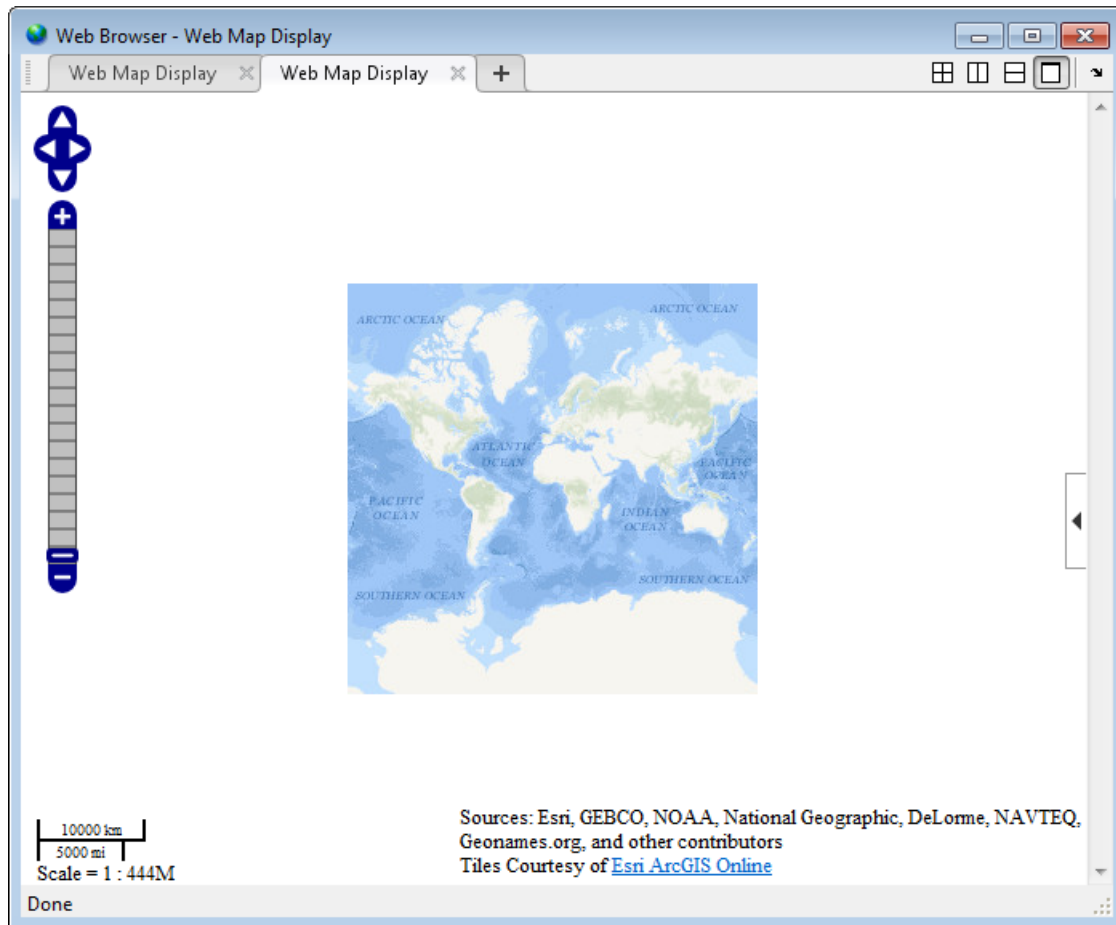 Web Browser - Web Map Display
Web Map Display
Web Map Display
ARCTIC OCEAN
ARCTIC OCEAN
ATLANTIC
OCEAN
PACIFIC
OCEAN
PACIFIC
OCEAN
INDIAN
OCEAN
SOUTHERN OCEAN
SOUTHERN OCEAN
10000 km
5000 mi
Scale = 1 : 444M
Sources: Esri, GEBCO, NOAA, National Geographic, DeLorme, NAVTEQ,
Geonames.org, and other contributors
Tiles Courtesy of Esri ArcGIS Online
Done